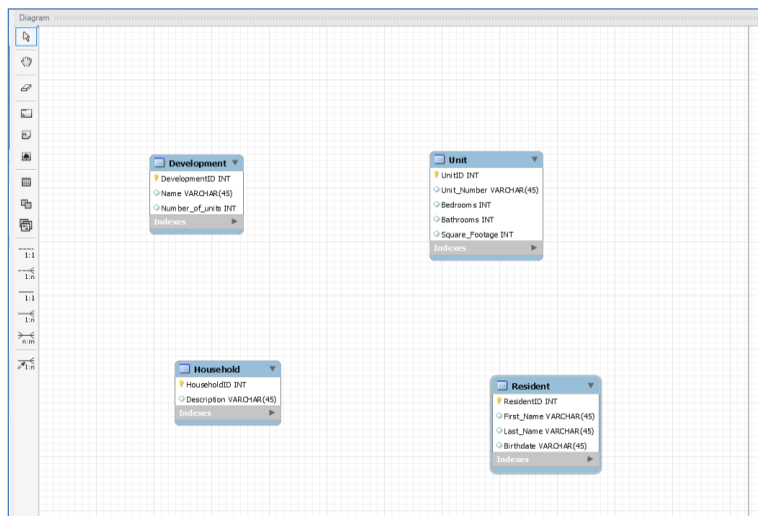 Diagram
Development
DevelopmentID INT
Name VARCHAR(45)
Number_of_units INT
Indexes
Unit
UnitID INT
Unit_Number VARCHAR(45)
Bedrooms INT
Bathrooms INT
Square_Footage INT
Indexes
1:1
1:n
1:1
1:n
n:m
1:n
Household
HouseholdID INT
Description VARCHAR(45)
Indexes
Resident
ResidentID INT
First_Name VARCHAR(45)
Last_Name VARCHAR(45)
Birthdate VARCHAR(45)
Indexes